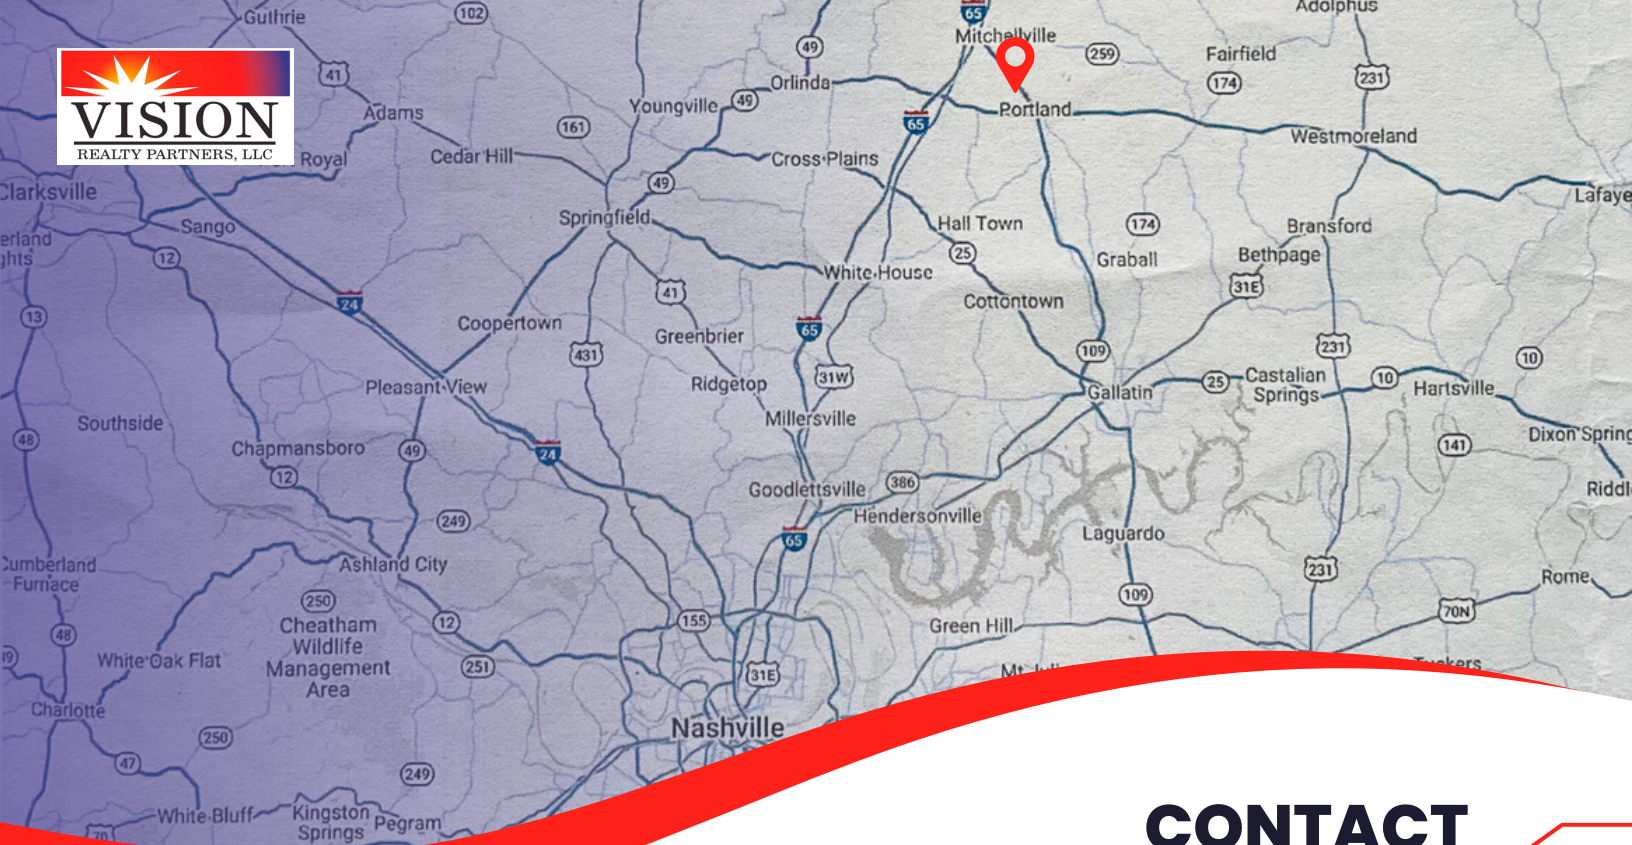 Guthrie
102
65
Adolphus
Mitchellville
49
259
Fairfield
41
174
231
Orlinda
VISION
REALTY PARTNERS, LLC
Adams
Youngville
49
Portland
65
161
Westmoreland
Royal
Cedar Hill
Cross Plains
49
Clarksville
Lafaye
Sango
Springfield
Hall Town
174
Bransford
erland
ghts
12
25
Graball
Bethpage
White House
24
41
31E
Cottontown
13
Coopertown
65
Greenbrier
431
109
231
10
Pleasant View
Ridgetop
31W
Gallatin
25
Castalian
Springs
10
Hartsville
Southside
Millersville
48
Chapmansboro
49
24
141
Dixon Spring
12
Goodlettsville
386
Riddl
249
Hendersonville
65
Laguardo
Cumberland
Furnace
Ashland City
231
Rome
250
109
70N
Cheatham
Wildlife
Management
Area
12
155
Green Hill
48
White Oak Flat
251
31E
Mt. Juli
Tuckers
Charlotte
Nashville
250
47
249
White Bluff
Kingston
Springs
Pegram
70
CONTACT